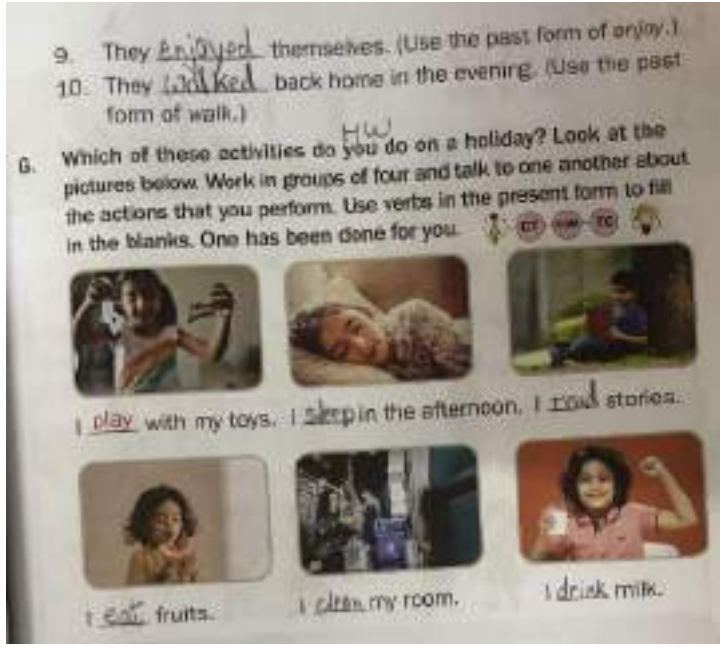 9. They enjoyed themselves. (Use the past form of enjoy.)
10. They walked back home in the evening. (Use the past
form of walk.)
HW
G. Which of these activities do you do on a holiday? Look at the
pictures below. Work in groups of four and talk to one another about
the actions that you perform. Use verbs in the present form to fill
in the blanks. One has been done for you.
CT TC
I play with my toys. I sleep in the afternoon. I read stories.
I eat fruits. I clean my room. I drink milk.